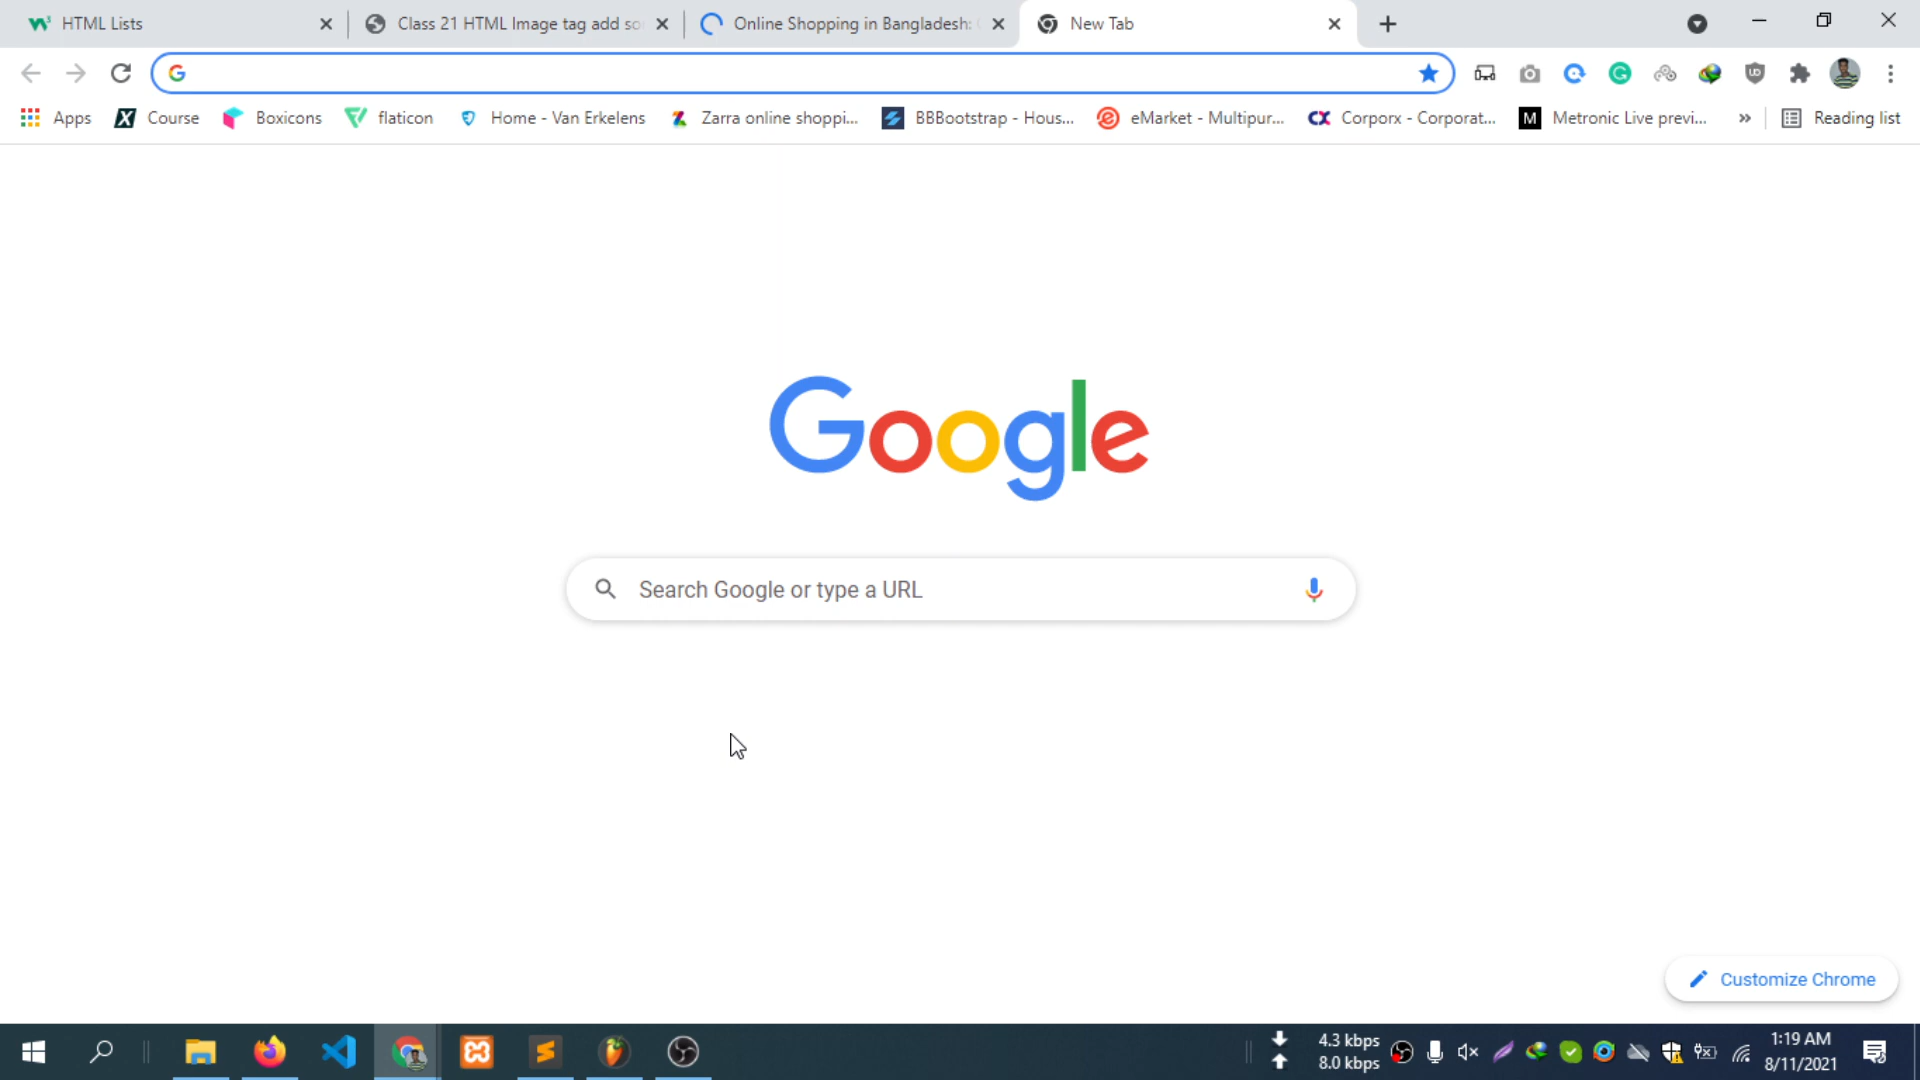 HTML Lists
Class 21 HTML Image tag add so
Online Shopping in Bangladesh:
New Tab
Apps
Course
Boxicons
flaticon
Home - Van Erkelens
Zarra online shoppi...
BBBootstrap - Hous...
eMarket - Multipur...
Corporx - Corporat...
Metronic Live previ...
Reading list
Google
Search Google or type a URL
Customize Chrome
4.3 kbps
8.0 kbps
1:19 AM
8/11/2021